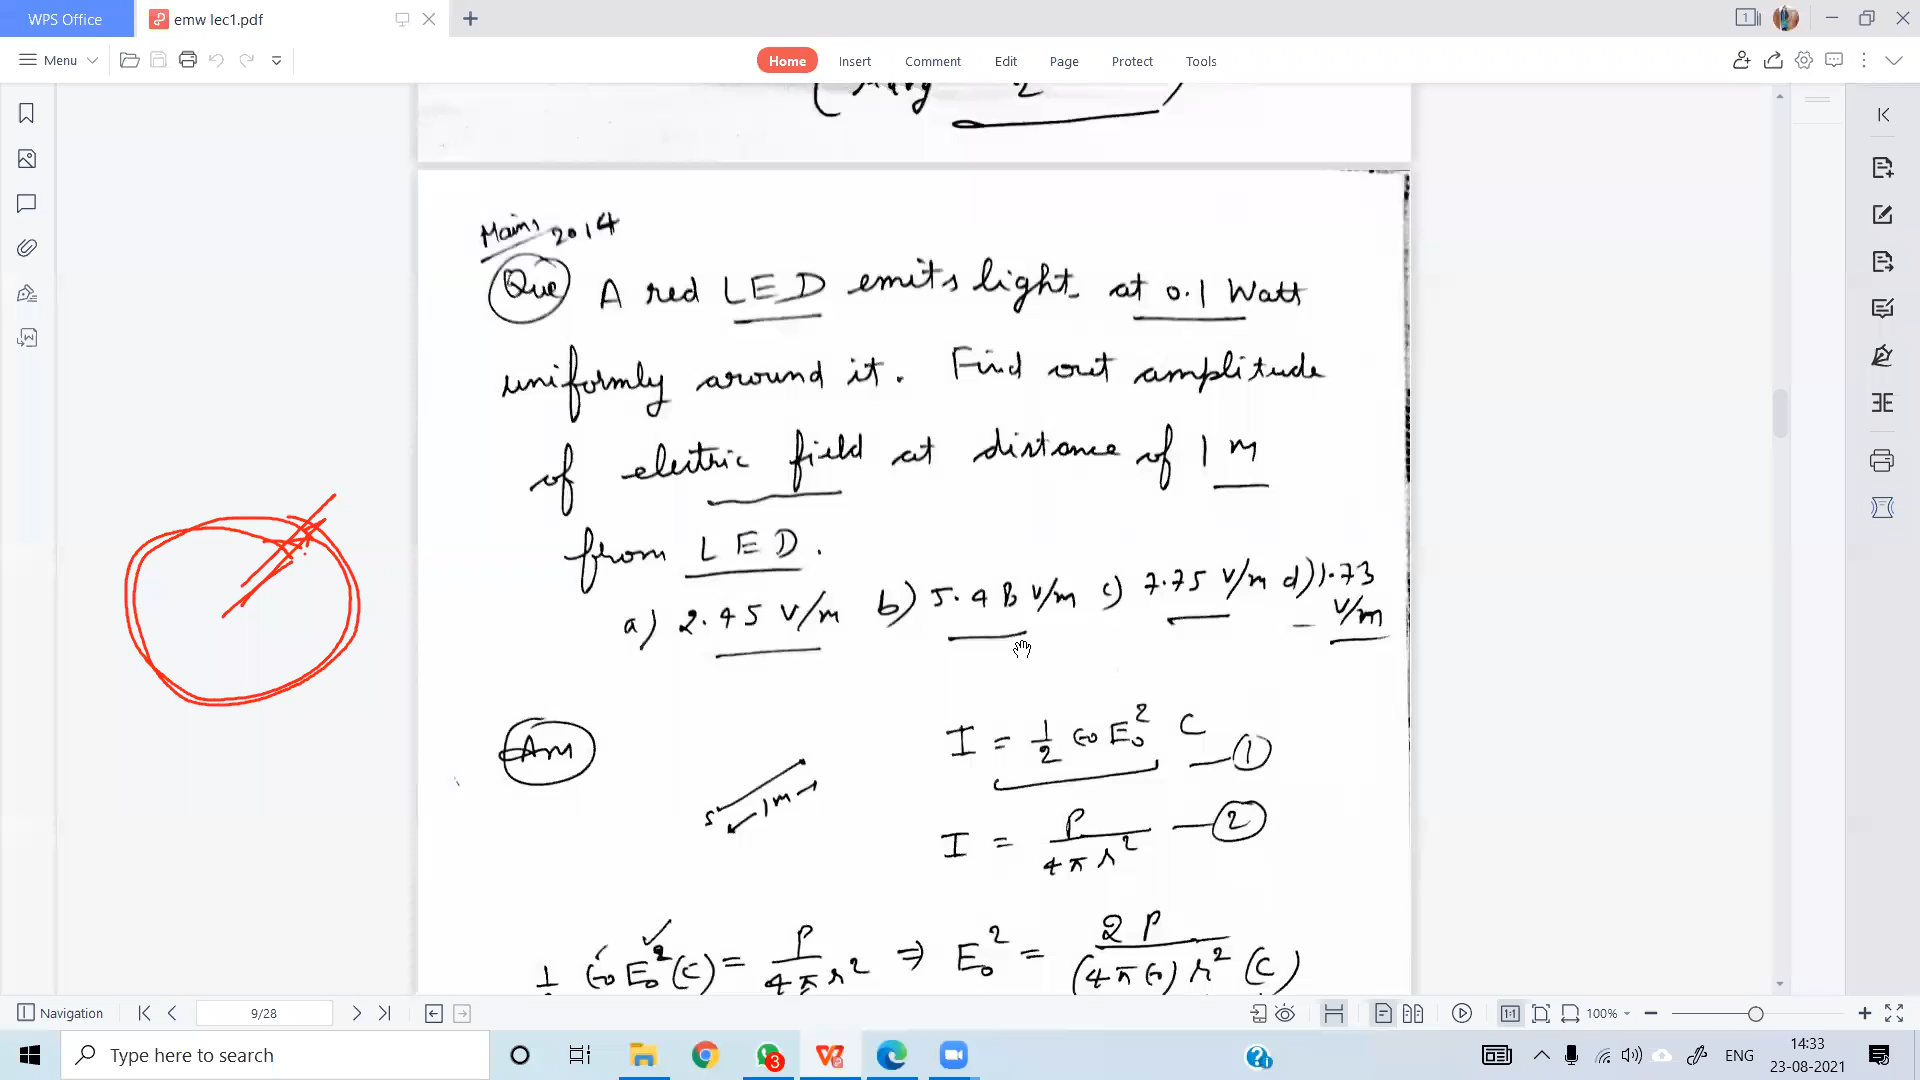 WPS Office
emw lec1.pdf
Menu
Home Insert Comment Edit Page Protect Tools
Mains 2014
Que A red LED emits light at 0.1 Watt
uniformly around it. Find out amplitude
of electric field at distance of 1 m
from LED.
a) 2.45 V/m b) 5.48 V/m c) 7.75 V/m d) 1.73 V/m
Ans
I = 1/2 ϵ₀ E₀² C — ①
S 1m
I = P / 4πr² — ②
1/ ϵ₀ E₀² (C) = P / 4πr² ⇒ E₀² = 2P / (4πϵ₀) r² (C)
Navigation
9/28
1:1
100%
Type here to search
3
ENG
14:33
23-08-2021